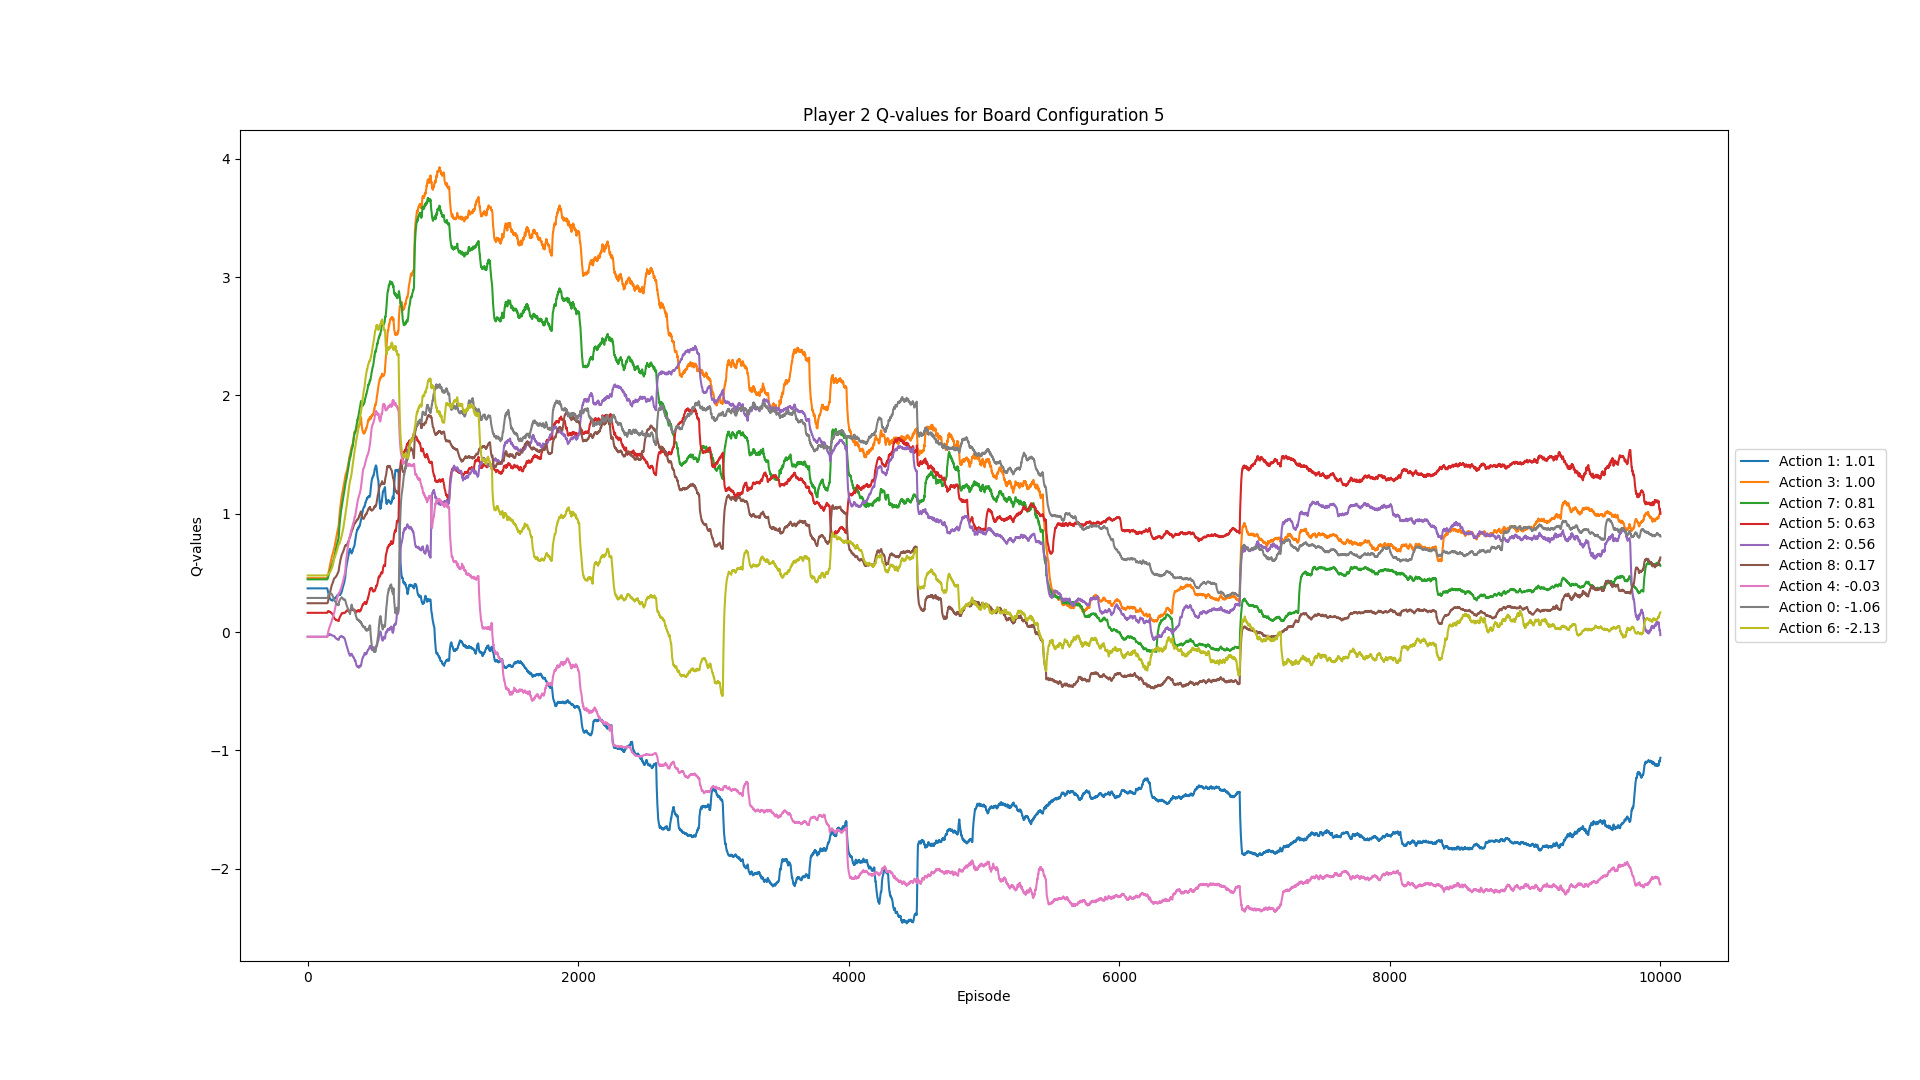 Player 2 Q-values for Board Configuration 5
4
3
2
1
0
−1
−2
Q-values
0 2000 4000 6000 8000 10000
Episode
Action 1: 1.01
Action 3: 1.00
Action 7: 0.81
Action 5: 0.63
Action 2: 0.56
Action 8: 0.17
Action 4: -0.03
Action 0: -1.06
Action 6: -2.13